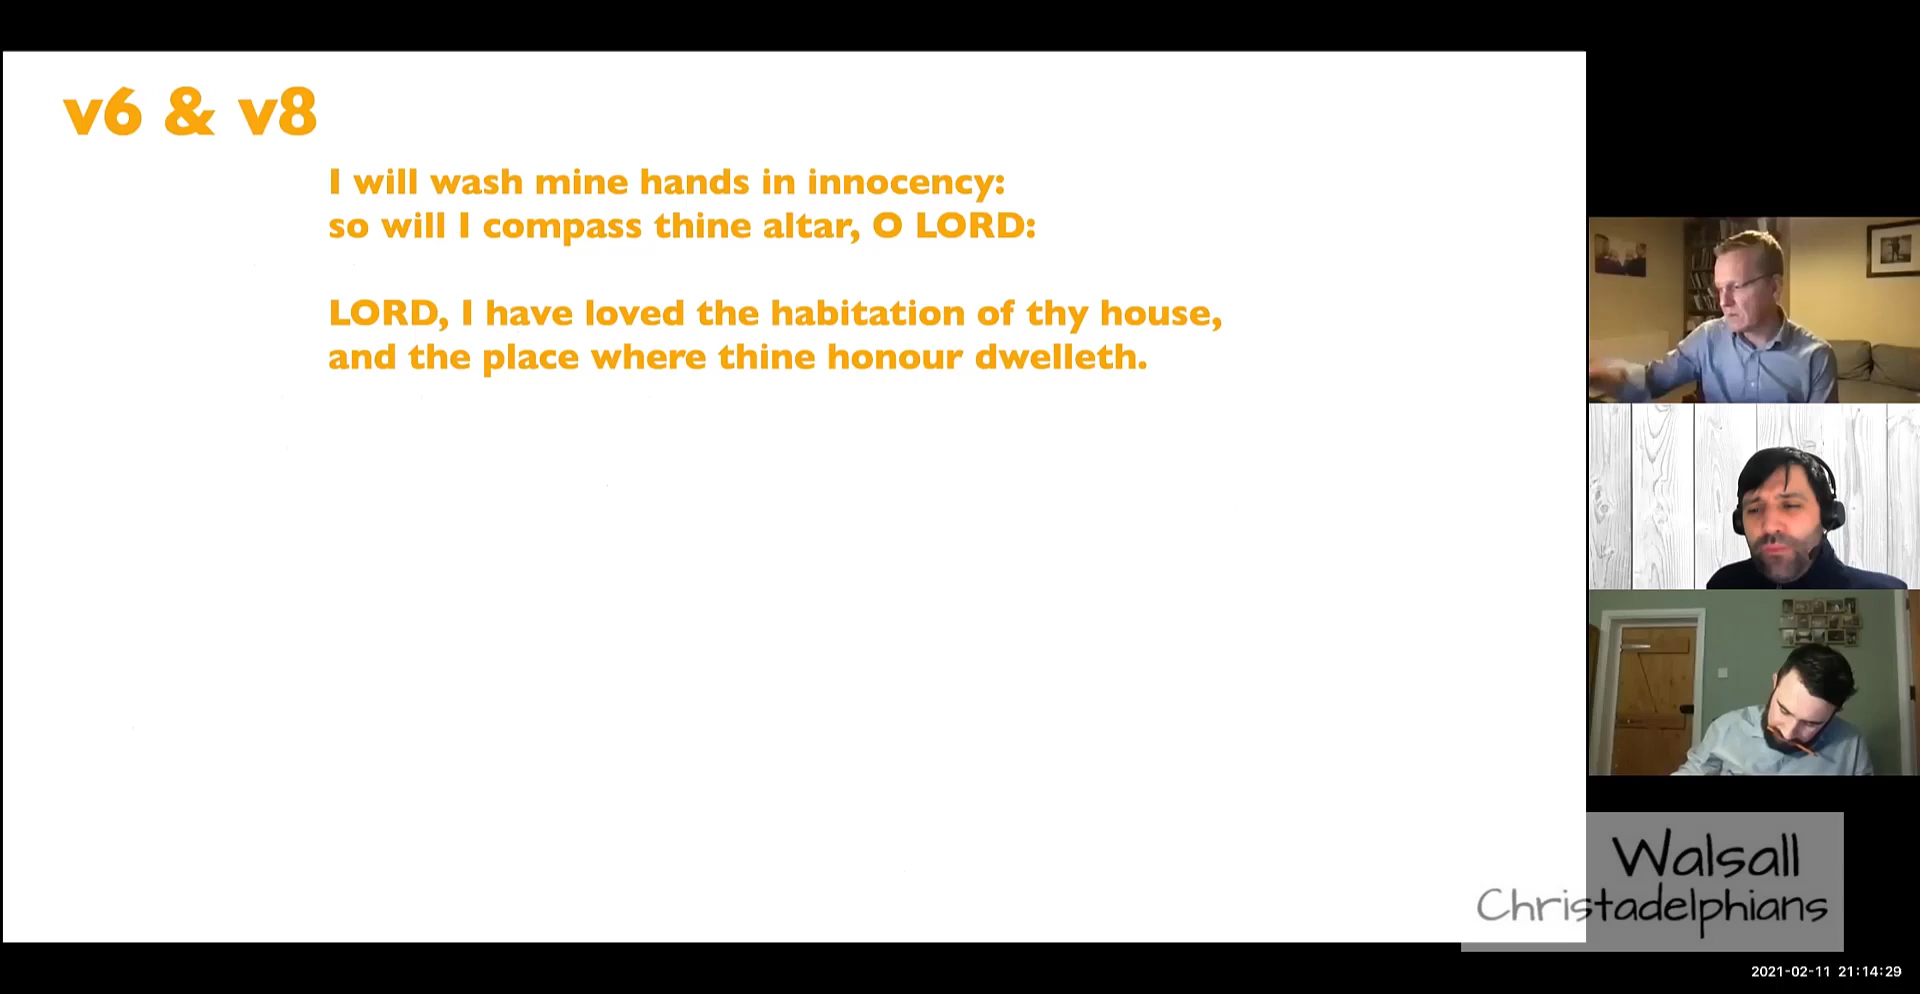 v6 & v8
I will wash mine hands in innocency:
so will I compass thine altar, O LORD:
LORD, I have loved the habitation of thy house,
and the place where thine honour dwelleth.
Walsall
Christadelphians
2021-02-11 21:14:29